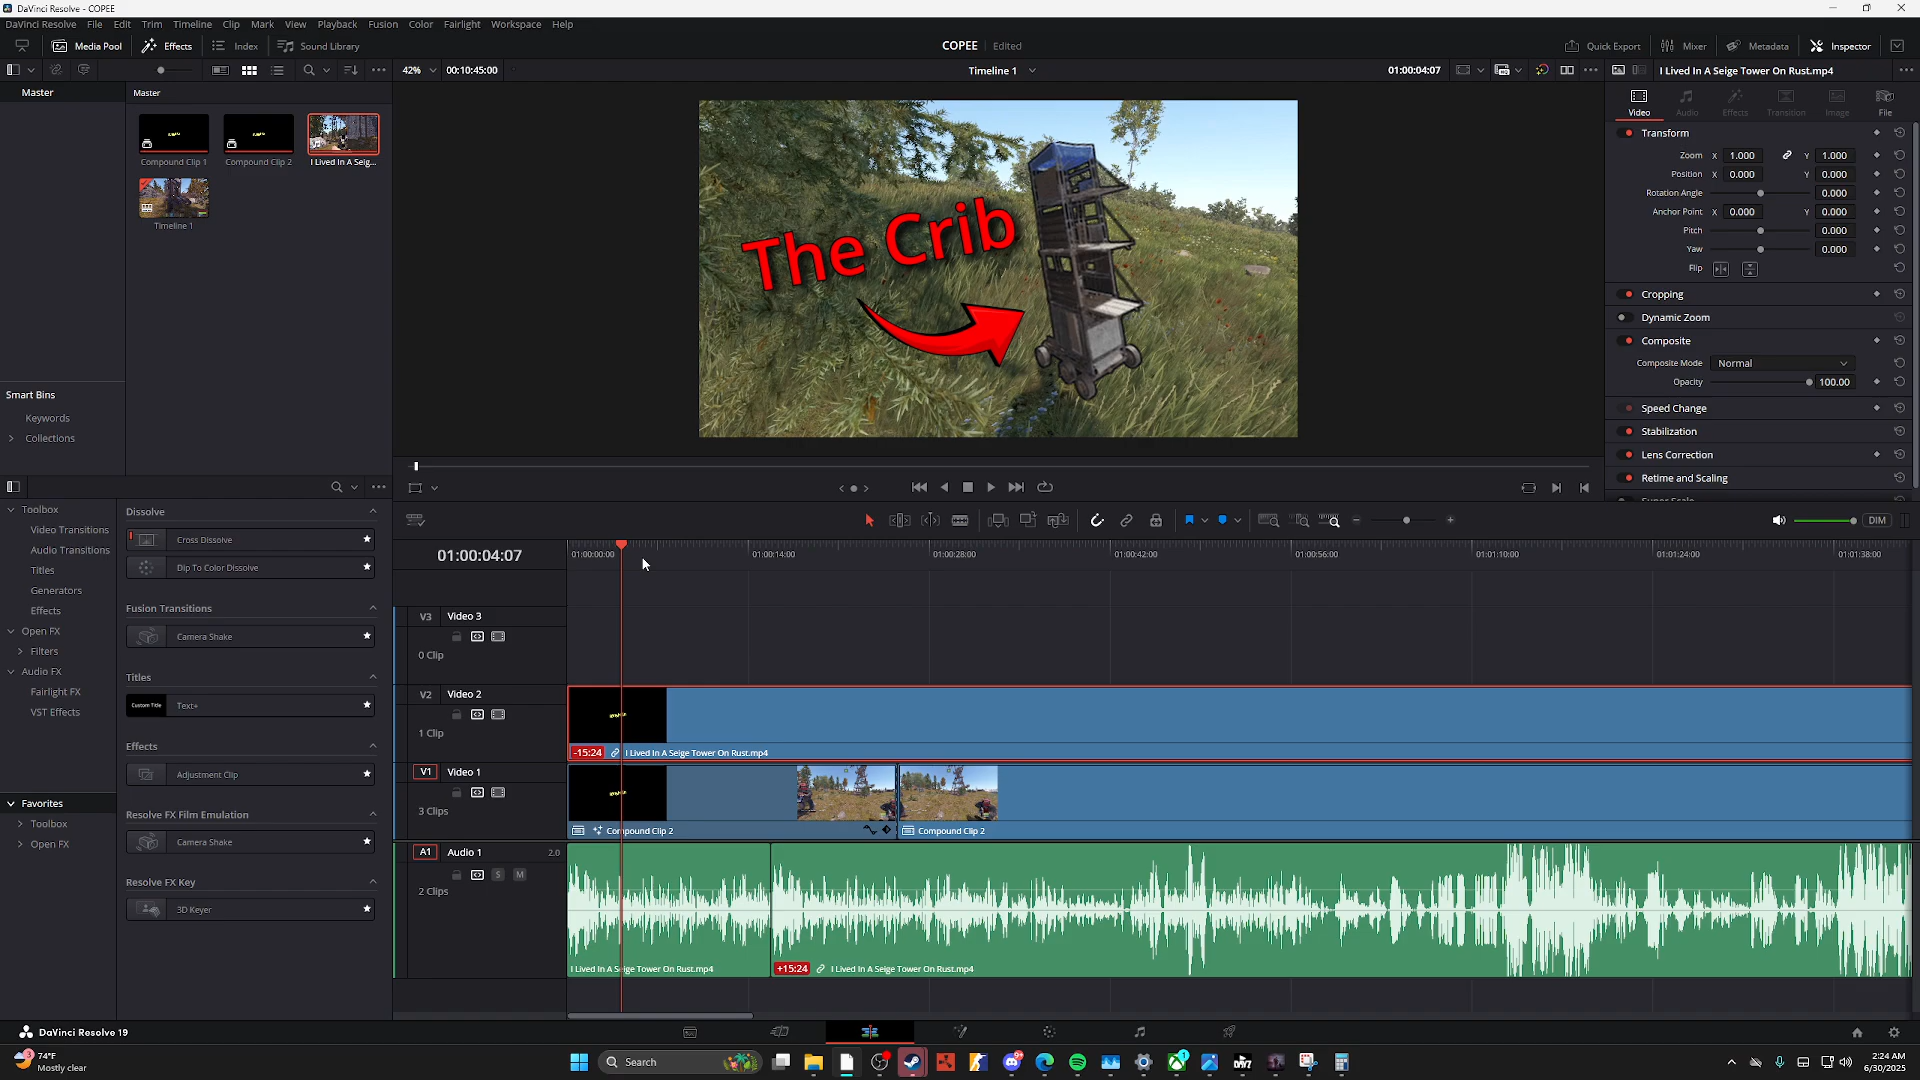 DaVinci Resolve - COPEE
DaVinci Resolve File Edit Trim Timeline Clip Mark View Playback Fusion Color Fairlight Workspace Help
Media Pool Effects Index Sound Library COPEE Edited Quick Export Mixer Metadata Inspector
42% 00:10:45:00 Timeline 1 01:00:04:07 I Lived In A Seige Tower On Rust.mp4
Master
Master
Compound Clip 1
Compound Clip 2
I Lived In A Seig...
Timeline 1
Smart Bins
Keywords
Collections
The Crib
Video Audio Effects Transition Image File
Transform
Zoom X 1.000 Y 1.000
Position X 0.000 Y 0.000
Rotation Angle 0.000
Anchor Point X 0.000 Y 0.000
Pitch 0.000
Yaw 0.000
Flip
Cropping
Dynamic Zoom
Composite
Composite Mode Normal
Opacity 100.00
Speed Change
Stabilization
Lens Correction
Retime and Scaling
Toolbox
Video Transitions
Audio Transitions
Titles
Generators
Effects
Open FX
Filters
Audio FX
Fairlight FX
VST Effects
Favorites
Toolbox
Open FX
Dissolve
Cross Dissolve
Dip To Color Dissolve
Fusion Transitions
Camera Shake
Titles
Custom Title Text+
Effects
Adjustment Clip
Resolve FX Film Emulation
Camera Shake
Resolve FX Key
3D Keyer
DIM
01:00:04:07
01:00:00:00 01:00:14:00 01:00:28:00 01:00:42:00 01:00:56:00 01:01:10:00 01:01:24:00 01:01:38:00
V3 Video 3
0 Clip
V2 Video 2
1 Clip
-15:24 I Lived In A Seige Tower On Rust.mp4
V1 Video 1
3 Clips
Compound Clip 2
Compound Clip 2
A1 Audio 1 2.0
S M
2 Clips
I Lived In A Seige Tower On Rust.mp4
+15:24 I Lived In A Seige Tower On Rust.mp4
DaVinci Resolve 19
74°F
Mostly clear
Search
2:24 AM
6/30/2025